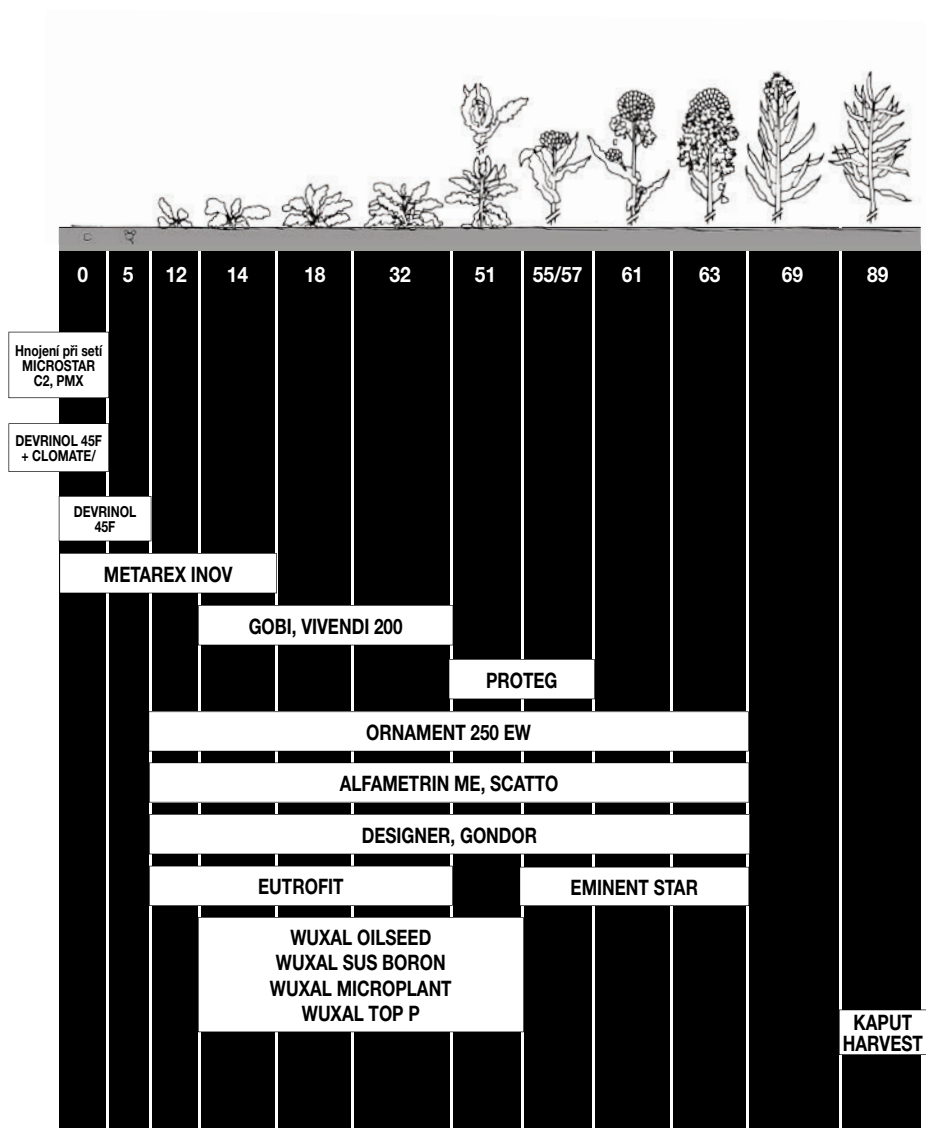 0 5 12 14 18 32 51 55/57 61 63 69 89
Hnojení při setí
MICROSTAR
C2, PMX
DEVRINOL 45F
+ CLOMATE/
DEVRINOL
45F
METAREX INOV
GOBI, VIVENDI 200
PROTEG
ORNAMENT 250 EW
ALFAMETRIN ME, SCATTO
DESIGNER, GONDOR
EUTROFIT
EMINENT STAR
WUXAL OILSEED
WUXAL SUS BORON
WUXAL MICROPLANT
WUXAL TOP P
KAPUT
HARVEST